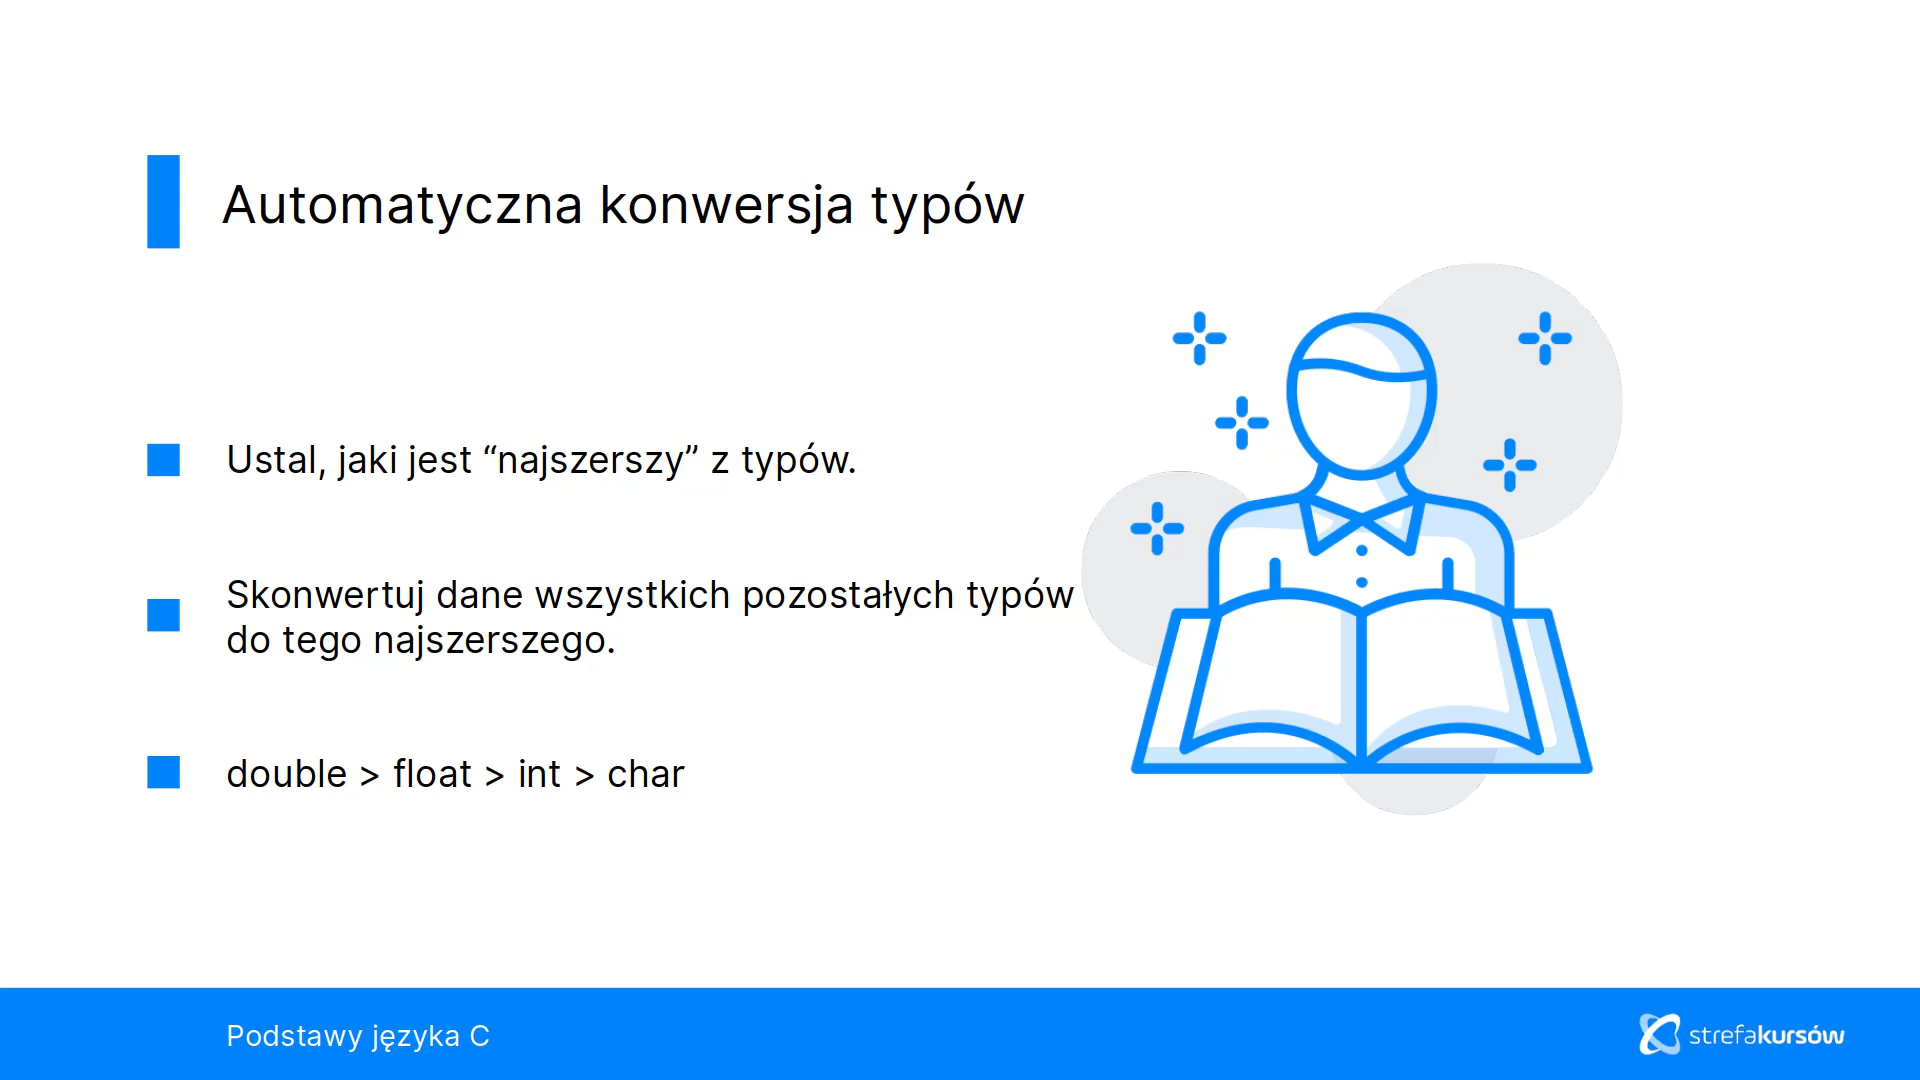 Automatyczna konwersja typów
Ustal, jaki jest “najszerszy” z typów.
Skonwertuj dane wszystkich pozostałych typów
do tego najszerszego.
double > float > int > char
Podstawy języka C
strefakursów